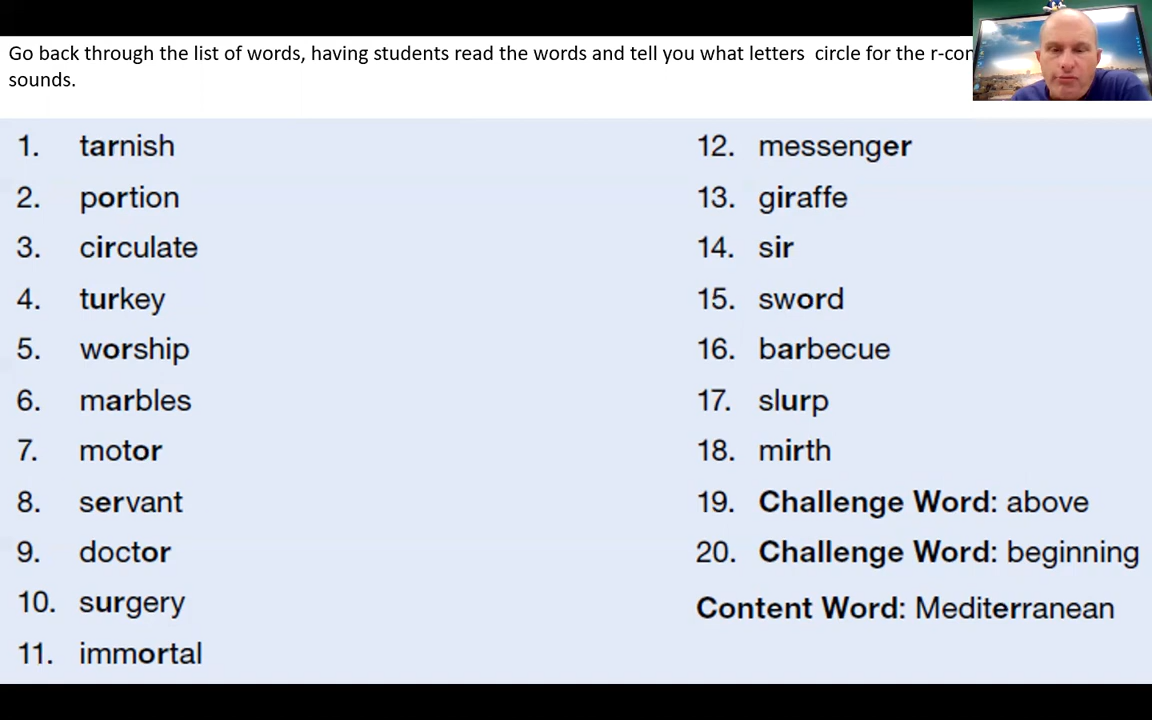 Go back through the list of words, having students read the words and tell you what letters  circle for the
sounds.
1. tarnish
2. portion
3. circulate
4. turkey
5. worship
6. marbles
7. motor
8. servant
9. doctor
10. surgery
11. immortal
12. messenger
13. giraffe
14. sir
15. sword
16. barbecue
17. slurp
18. mirth
19. Challenge Word: above
20. Challenge Word: beginning
Content Word: Mediterranean